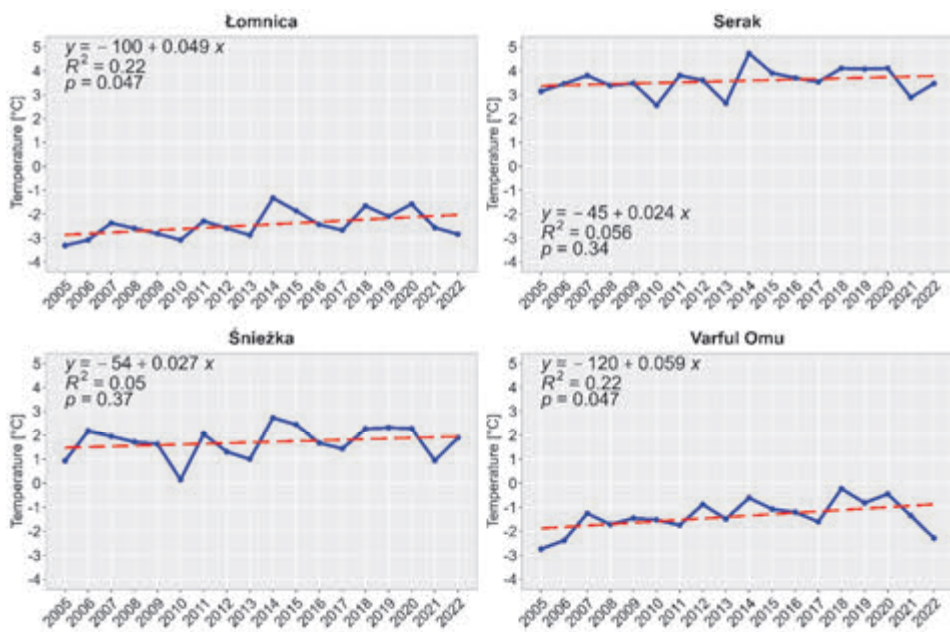 Łomnica
y = − 100 + 0.049 x
R² = 0.22
p = 0.047
Temperature [°C]
5
4
3
2
1
0
-1
-2
-3
-4
2005 2006 2007 2008 2009 2010 2011 2012 2013 2014 2015 2016 2017 2018 2019 2020 2021 2022
Serak
Temperature [°C]
5
4
3
2
1
0
-1
-2
-3
-4
y = − 45 + 0.024 x
R² = 0.056
p = 0.34
2005 2006 2007 2008 2009 2010 2011 2012 2013 2014 2015 2016 2017 2018 2019 2020 2021 2022
Śnieżka
y = − 54 + 0.027 x
R² = 0.05
p = 0.37
Temperature [°C]
5
4
3
2
1
0
-1
-2
-3
-4
2005 2006 2007 2008 2009 2010 2011 2012 2013 2014 2015 2016 2017 2018 2019 2020 2021 2022
Varful Omu
y = − 120 + 0.059 x
R² = 0.22
p = 0.047
Temperature [°C]
5
4
3
2
1
0
-1
-2
-3
-4
2005 2006 2007 2008 2009 2010 2011 2012 2013 2014 2015 2016 2017 2018 2019 2020 2021 2022